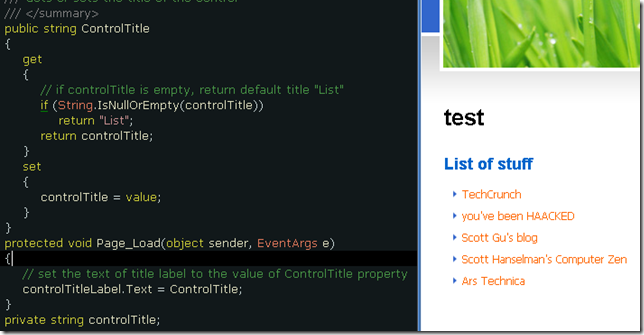 /// Gets or sets the title of the control
/// </summary>
public string ControlTitle
{
get
{
// if controlTitle is empty, return default title "List"
if (String.IsNullOrEmpty(controlTitle))
return "List";
return controlTitle;
}
set
{
controlTitle = value;
}
}
protected void Page_Load(object sender, EventArgs e)
{
// set the text of title label to the value of ControlTitle property
controlTitleLabel.Text = ControlTitle;
}
private string controlTitle;
test
List of stuff
TechCrunch
you've been HAACKED
Scott Gu's blog
Scott Hanselman's Computer Zen
Ars Technica